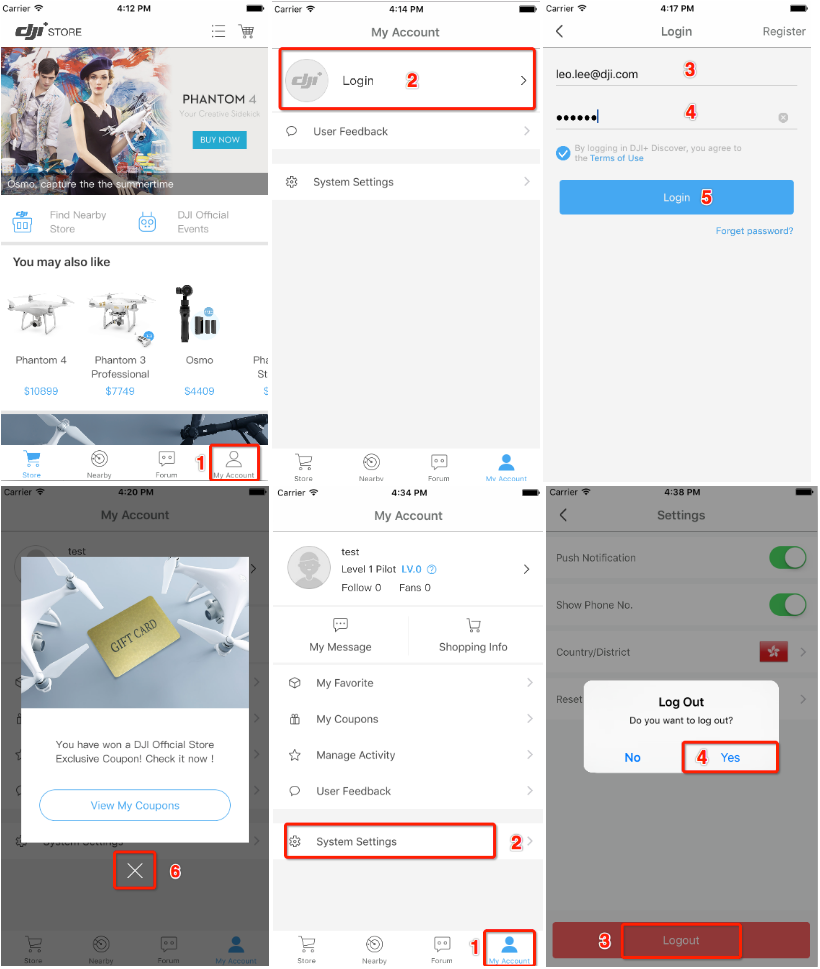 Carrier 4:12 PM
dji STORE
PHANTOM 4
Your Creative Sidekick
BUY NOW
Osmo, capture the the summertime
Find Nearby
Store
DJI Official
Events
You may also like
Phantom 4
$10899
Phantom 3
Professional
$7749
Osmo
$4409
Pha
St
$
1
Store
Nearby
Forum
My Account
Carrier 4:14 PM
My Account
dji Login 2
User Feedback
System Settings
Store
Nearby
Forum
My Account
Carrier 4:17 PM
Login Register
leo.lee@dji.com 3
4
By logging in DJI+ Discover, you agree to
the Terms of Use
Login 5
Forget password?
Carrier 4:20 PM
My Account
test
GIFT CARD
You have won a DJI Official Store
Exclusive Coupon! Check it now !
View My Coupons
System Settings
6
Store
Nearby
Forum
My Account
Carrier 4:34 PM
My Account
test
Level 1 Pilot LV.0 ?
Follow 0 Fans 0
My Message
Shopping Info
My Favorite
My Coupons
Manage Activity
User Feedback
System Settings 2
1
Store
Nearby
Forum
My Account
Carrier 4:38 PM
Settings
Push Notification
Show Phone No.
Country/District
Reset
Log Out
Do you want to log out?
No 4 Yes
3 Logout